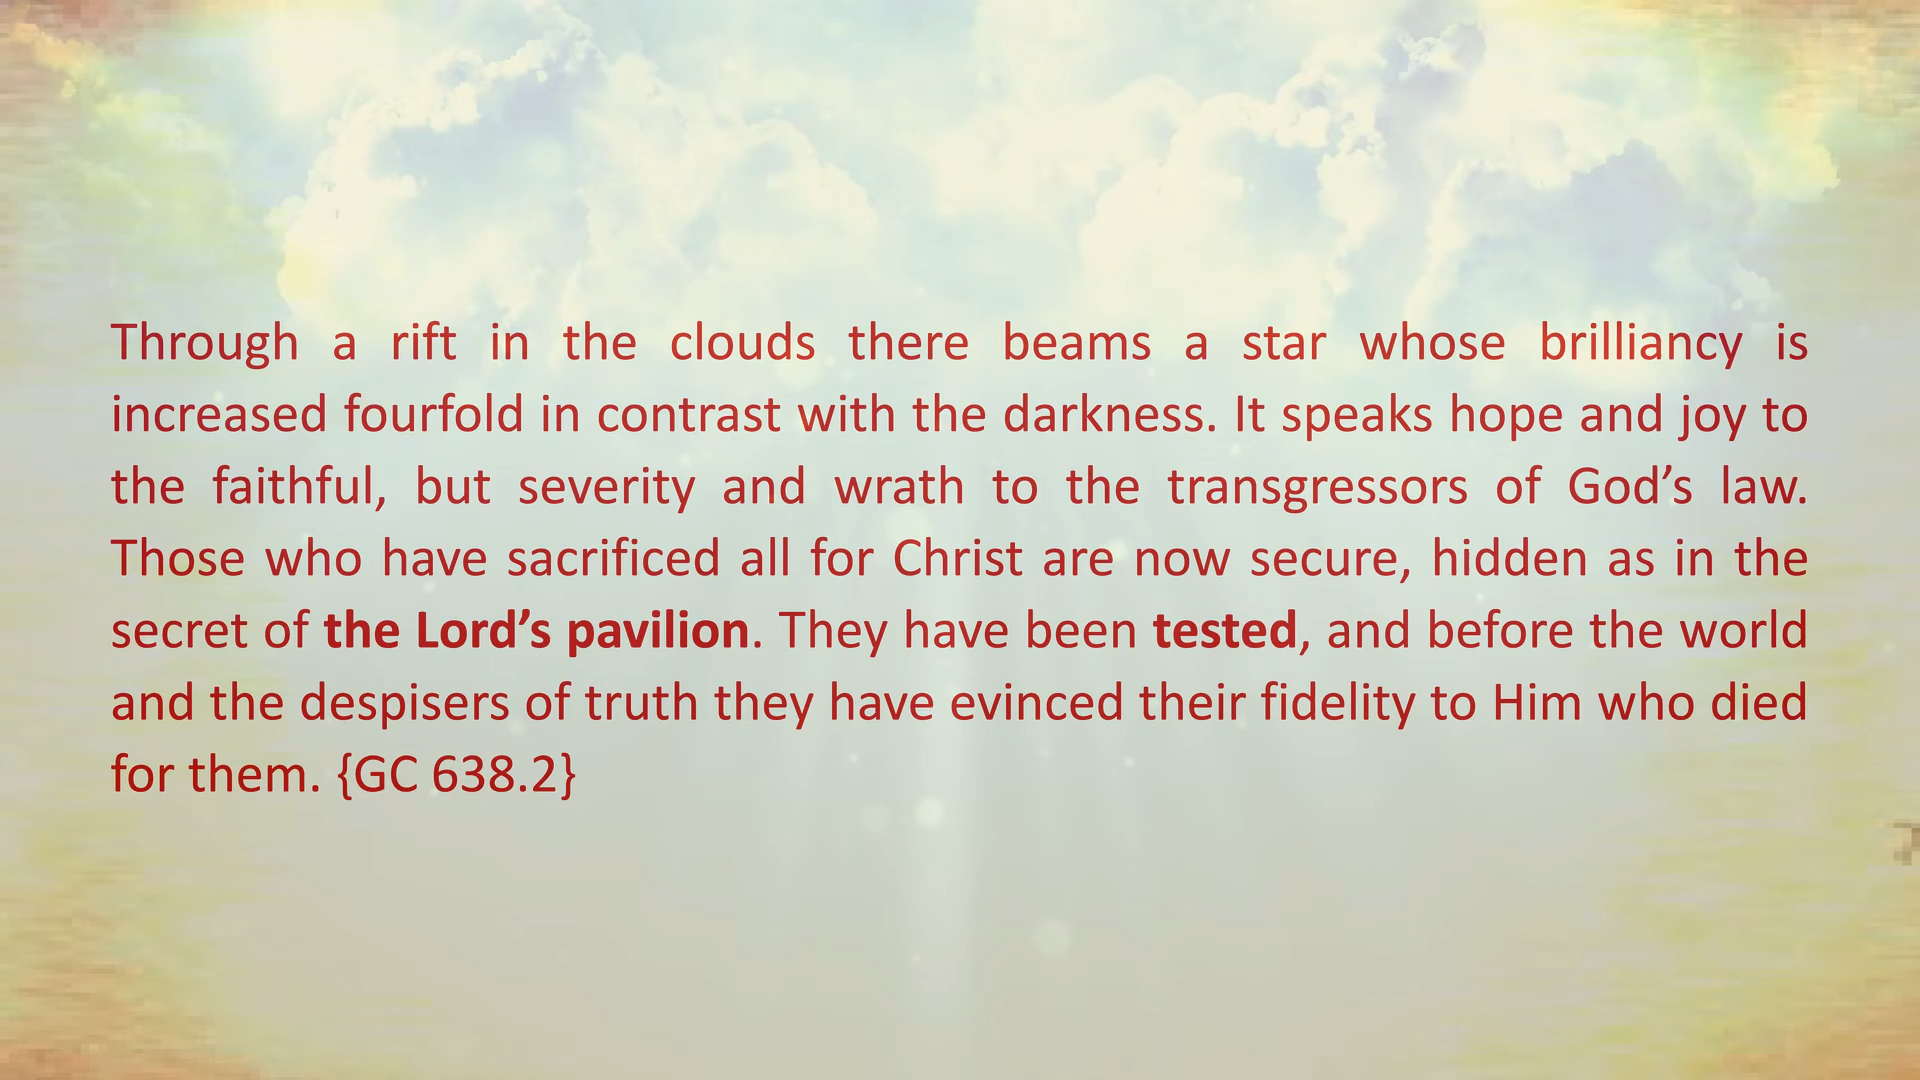 Through a rift in the clouds there beams a star whose brilliancy is
increased fourfold in contrast with the darkness. It speaks hope and joy to
the faithful, but severity and wrath to the transgressors of God’s law.
Those who have sacrificed all for Christ are now secure, hidden as in the
secret of the Lord’s pavilion. They have been tested, and before the world
and the despisers of truth they have evinced their fidelity to Him who died
for them. {GC 638.2}